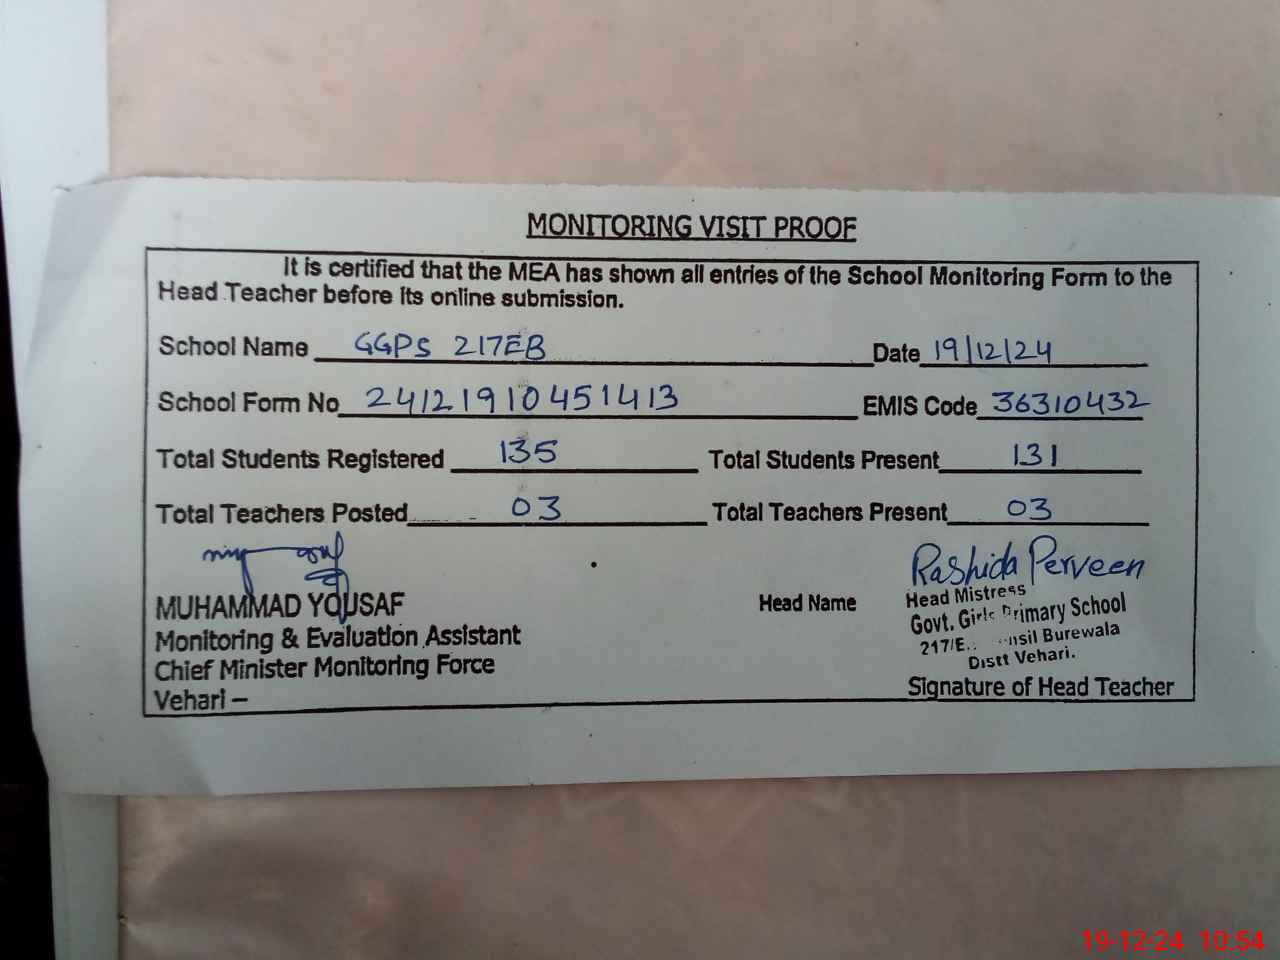 MONITORING VISIT PROOF
It is certified that the MEA has shown all entries of the School Monitoring Form to the
Head Teacher before its online submission.
School Name GGPS 217EB Date 19/12/24
School Form No 24121910451413 EMIS Code 36310432
Total Students Registered 135 Total Students Present 131
Total Teachers Posted 03 Total Teachers Present 03
Rashida Perveen
MUHAMMAD YOUSAF Head Name Head Mistress
Govt. Girls Primary School
Monitoring & Evaluation Assistant 217/E. Burewala
Chief Minister Monitoring Force Distt Vehari.
Vehari – Signature of Head Teacher
19-12-24 10:54